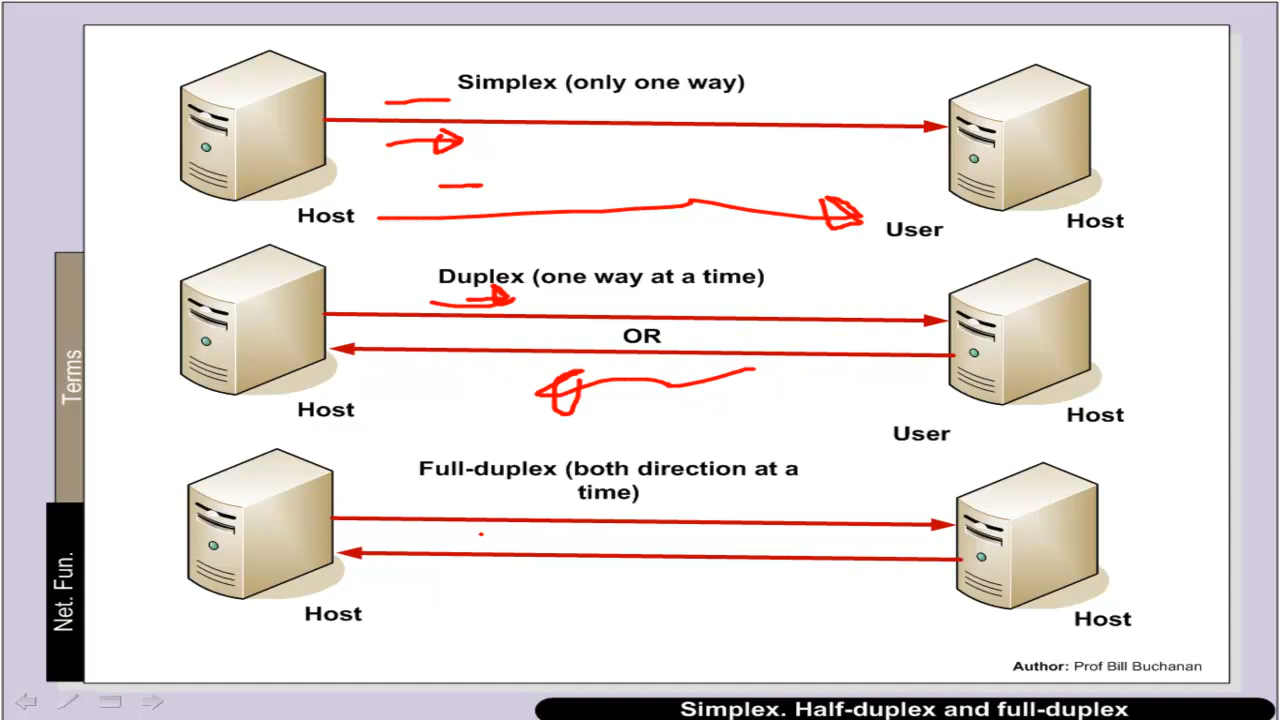 Simplex (only one way)
Host
User
Host
Duplex (one way at a time)
OR
Host
User
Host
Full-duplex (both direction at a
time)
Host
Host
Terms
Net. Fun.
Author: Prof Bill Buchanan
Simplex. Half-duplex and full-duplex